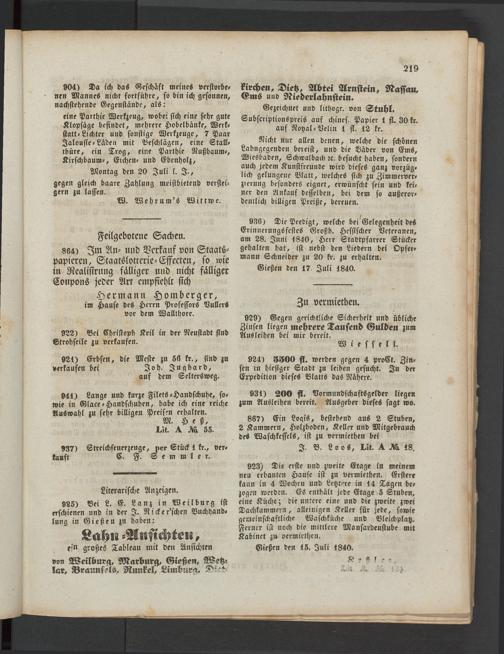 219
904) Da ich das Geschäft meines verstorbe-
nen Mannes nicht fortführe, so bin ich gesonnen,
nachstehende Gegenstände, als:
eine Parthie Werkzeug, wobei sich eine sehr gute
Klopsäge befindet, mehrere Hobelbänke, Werk-
statt-Lichter und sonstige Werkzeuge, 7 Paar
Jalousie-Läden mit Beschlägen, eine Stall-
thüre, ein Trog, eine Parthie Nußbaum-,
Kirschbaum-, Eichen- und Ebenholz,
Montag den 20 Juli l. J.,
gegen gleich baare Zahlung meistbietend verstei-
gern zu lassen.
W. Wehrum's Wittwe.
Feilgebotene Sachen.
864) Im An- und Verkauf von Staats-
papieren, Staatslotterie-Effecten, so wie
in Realisirung fälliger und nicht fälliger
Coupons jeder Art empfiehlt sich
Hermann Homberger,
im Hause des Herrn Professors Vullers
vor dem Wallthore.
922) Bei Christoph Keil in der Neustadt sind
Strohseile zu verkaufen.
921) Erbsen, die Meste zu 56 kr., sind zu
verkaufen bei Joh. Jughard,
auf dem Seltersweg.
941) Lange und kurze Filets-Handschuhe, so-
wie in Glace-Handschuhen, habe ich eine reiche
Auswahl zu sehr billigen Preisen erhalten.
M. Heß,
Lit. A №. 55.
937) Streichfeuerzeuge, per Stück 1 kr., ver-
kauft C. F. Semmler.
Literarische Anzeigen.
925) Bei L. E. Lanz in Weilburg ist
erschienen und in der J. Ricker'schen Buchhand-
lung in Gießen zu haben:
Lahn-Ansichten,
ein großes Tableau mit den Ansichten
von Weilburg, Marburg, Gießen, Wetz-
lar, Braunfels, Runkel, Limburg,
kirchen, Dietz, Abtei Arnstein, Nassau,
Ems und Niederlahnstein.
Gezeichnet und lithogr. von Stuhl.
Subscriptionspreis auf chines. Papier 1 fl. 30 kr.
auf Royal-Velin 1 fl. 12 kr.
Nicht nur allen denen, welche die schönen
Lahngegenden bereist, und die Bäder von Ems,
Wiesbaden, Schwalbach ꝛc. besucht haben, sondern
auch jedem Kunstfreunde wird dieses ganz vorzüg-
lich gelungene Blatt, welches sich zu Zimmerver-
zierung besonders eignet, erwünscht sein und kei-
ner den Ankauf desselben, bei dem so außeror-
dentlich billigen Preiße, bereuen.
936) Die Predigt, welche bei Gelegenheit des
Erinnerungsfestes Großh. Hessischer Veteranen,
am 28. Juni 1840, Herr Stadtpfarrer Stücker
gehalten hat, ist nebst den Liedern bei Opfer-
mann Schneider zu 20 kr. zu erhalten.
Gießen den 17 Juli 1840.
Zu vermiethen.
929) Gegen gerichtliche Sicherheit und übliche
Zinsen liegen mehrere Tausend Gulden zum
Ausleihen bei mir bereit.
Wiessell.
924) 5500 fl. werden gegen 4 proCt. Zin-
sen in hiesiger Stadt zu leihen gesucht. In der
Expedition dieses Blatts das Nähere.
931) 200 fl. Vormundschaftsgelder liegen
zum Ausleihen bereit. Ausgeber dieses sagt wo.
867) Ein Logis, bestehend aus 2 Stuben,
2 Kammern, Holzboden, Keller und Mitgebrauch
des Waschkessels, ist zu vermiethen bei
J. B. Loos, Lit. A №. 18.
923) Die erste und zweite Etage in meinem
neu erbauten Hause ist zu vermiethen. Erstere
kann in 4 Wochen und Letztere in 14 Tagen be-
zogen werden. Es enthält jede Etage 5 Stuben,
eine Küche; die untere eine und die zweite zwei
Dachkammern, alleinigen Keller für jede, sowie
gemeinschaftliche Waschküche und Bleichplatz.
Ferner ist noch die mittlere Mansardenstube mit
Kabinet zu vermiethen.
Gießen den 15. Juli 1840.
Keßler,
Lit. A. №.